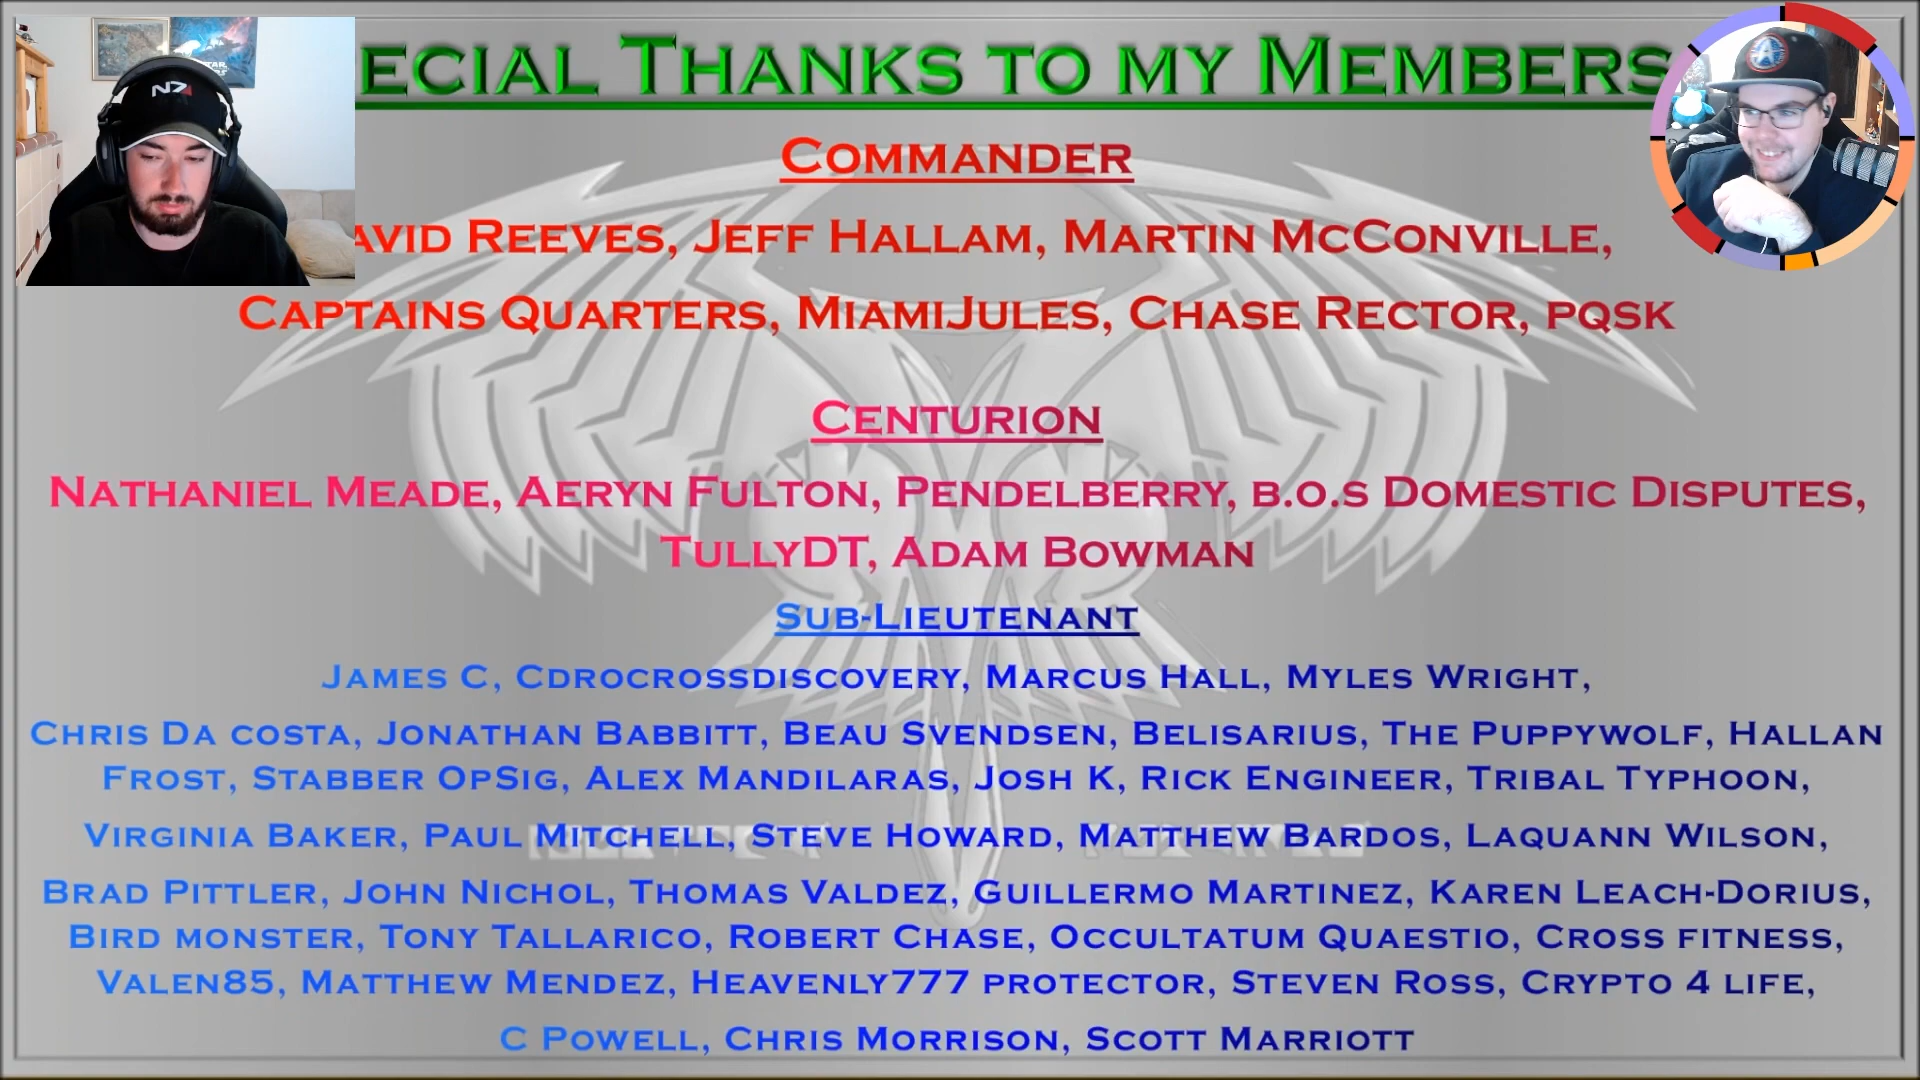 ECIAL THANKS TO MY MEMBERS
COMMANDER
AVID REEVES, JEFF HALLAM, MARTIN MCCONVILLE,
CAPTAINS QUARTERS, MIAMIJULES, CHASE RECTOR, PQSK
CENTURION
NATHANIEL MEADE, AERYN FULTON, PENDELBERRY, B.O.S DOMESTIC DISPUTES,
TULLYDT, ADAM BOWMAN
SUB-LIEUTENANT
JAMES C, CDROCROSSDISCOVERY, MARCUS HALL, MYLES WRIGHT,
CHRIS DA COSTA, JONATHAN BABBITT, BEAU SVENDSEN, BELISARIUS, THE PUPPYWOLF, HALLAN
FROST, STABBER OPSIG, ALEX MANDILARAS, JOSH K, RICK ENGINEER, TRIBAL TYPHOON,
VIRGINIA BAKER, PAUL MITCHELL, STEVE HOWARD, MATTHEW BARDOS, LAQUANN WILSON,
BRAD PITTLER, JOHN NICHOL, THOMAS VALDEZ, GUILLERMO MARTINEZ, KAREN LEACH-DORIUS,
BIRD MONSTER, TONY TALLARICO, ROBERT CHASE, OCCULTATUM QUAESTIO, CROSS FITNESS,
VALEN85, MATTHEW MENDEZ, HEAVENLY777 PROTECTOR, STEVEN ROSS, CRYPTO 4 LIFE,
C POWELL, CHRIS MORRISON, SCOTT MARRIOTT
N7
STAR